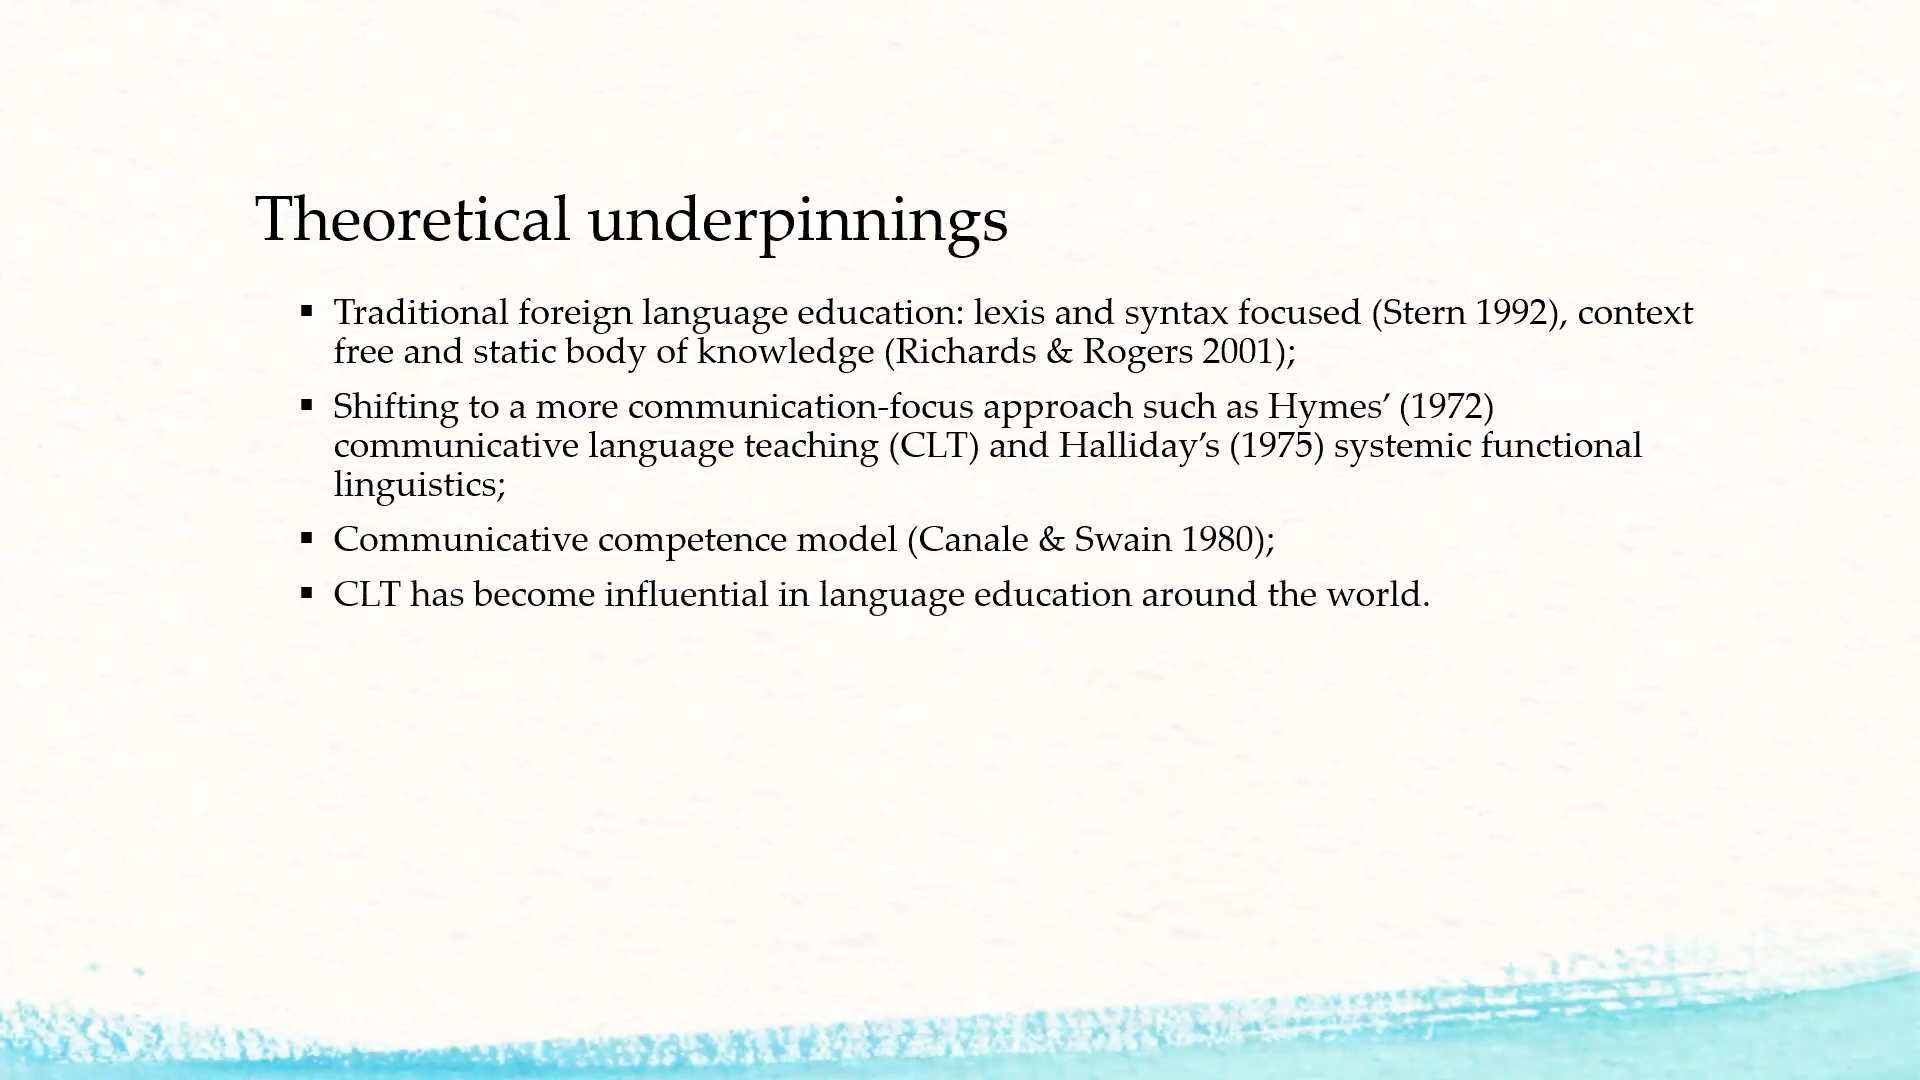 Theoretical underpinnings
▪ Traditional foreign language education: lexis and syntax focused (Stern 1992), context
free and static body of knowledge (Richards & Rogers 2001);
▪ Shifting to a more communication-focus approach such as Hymes’ (1972)
communicative language teaching (CLT) and Halliday’s (1975) systemic functional
linguistics;
▪ Communicative competence model (Canale & Swain 1980);
▪ CLT has become influential in language education around the world.